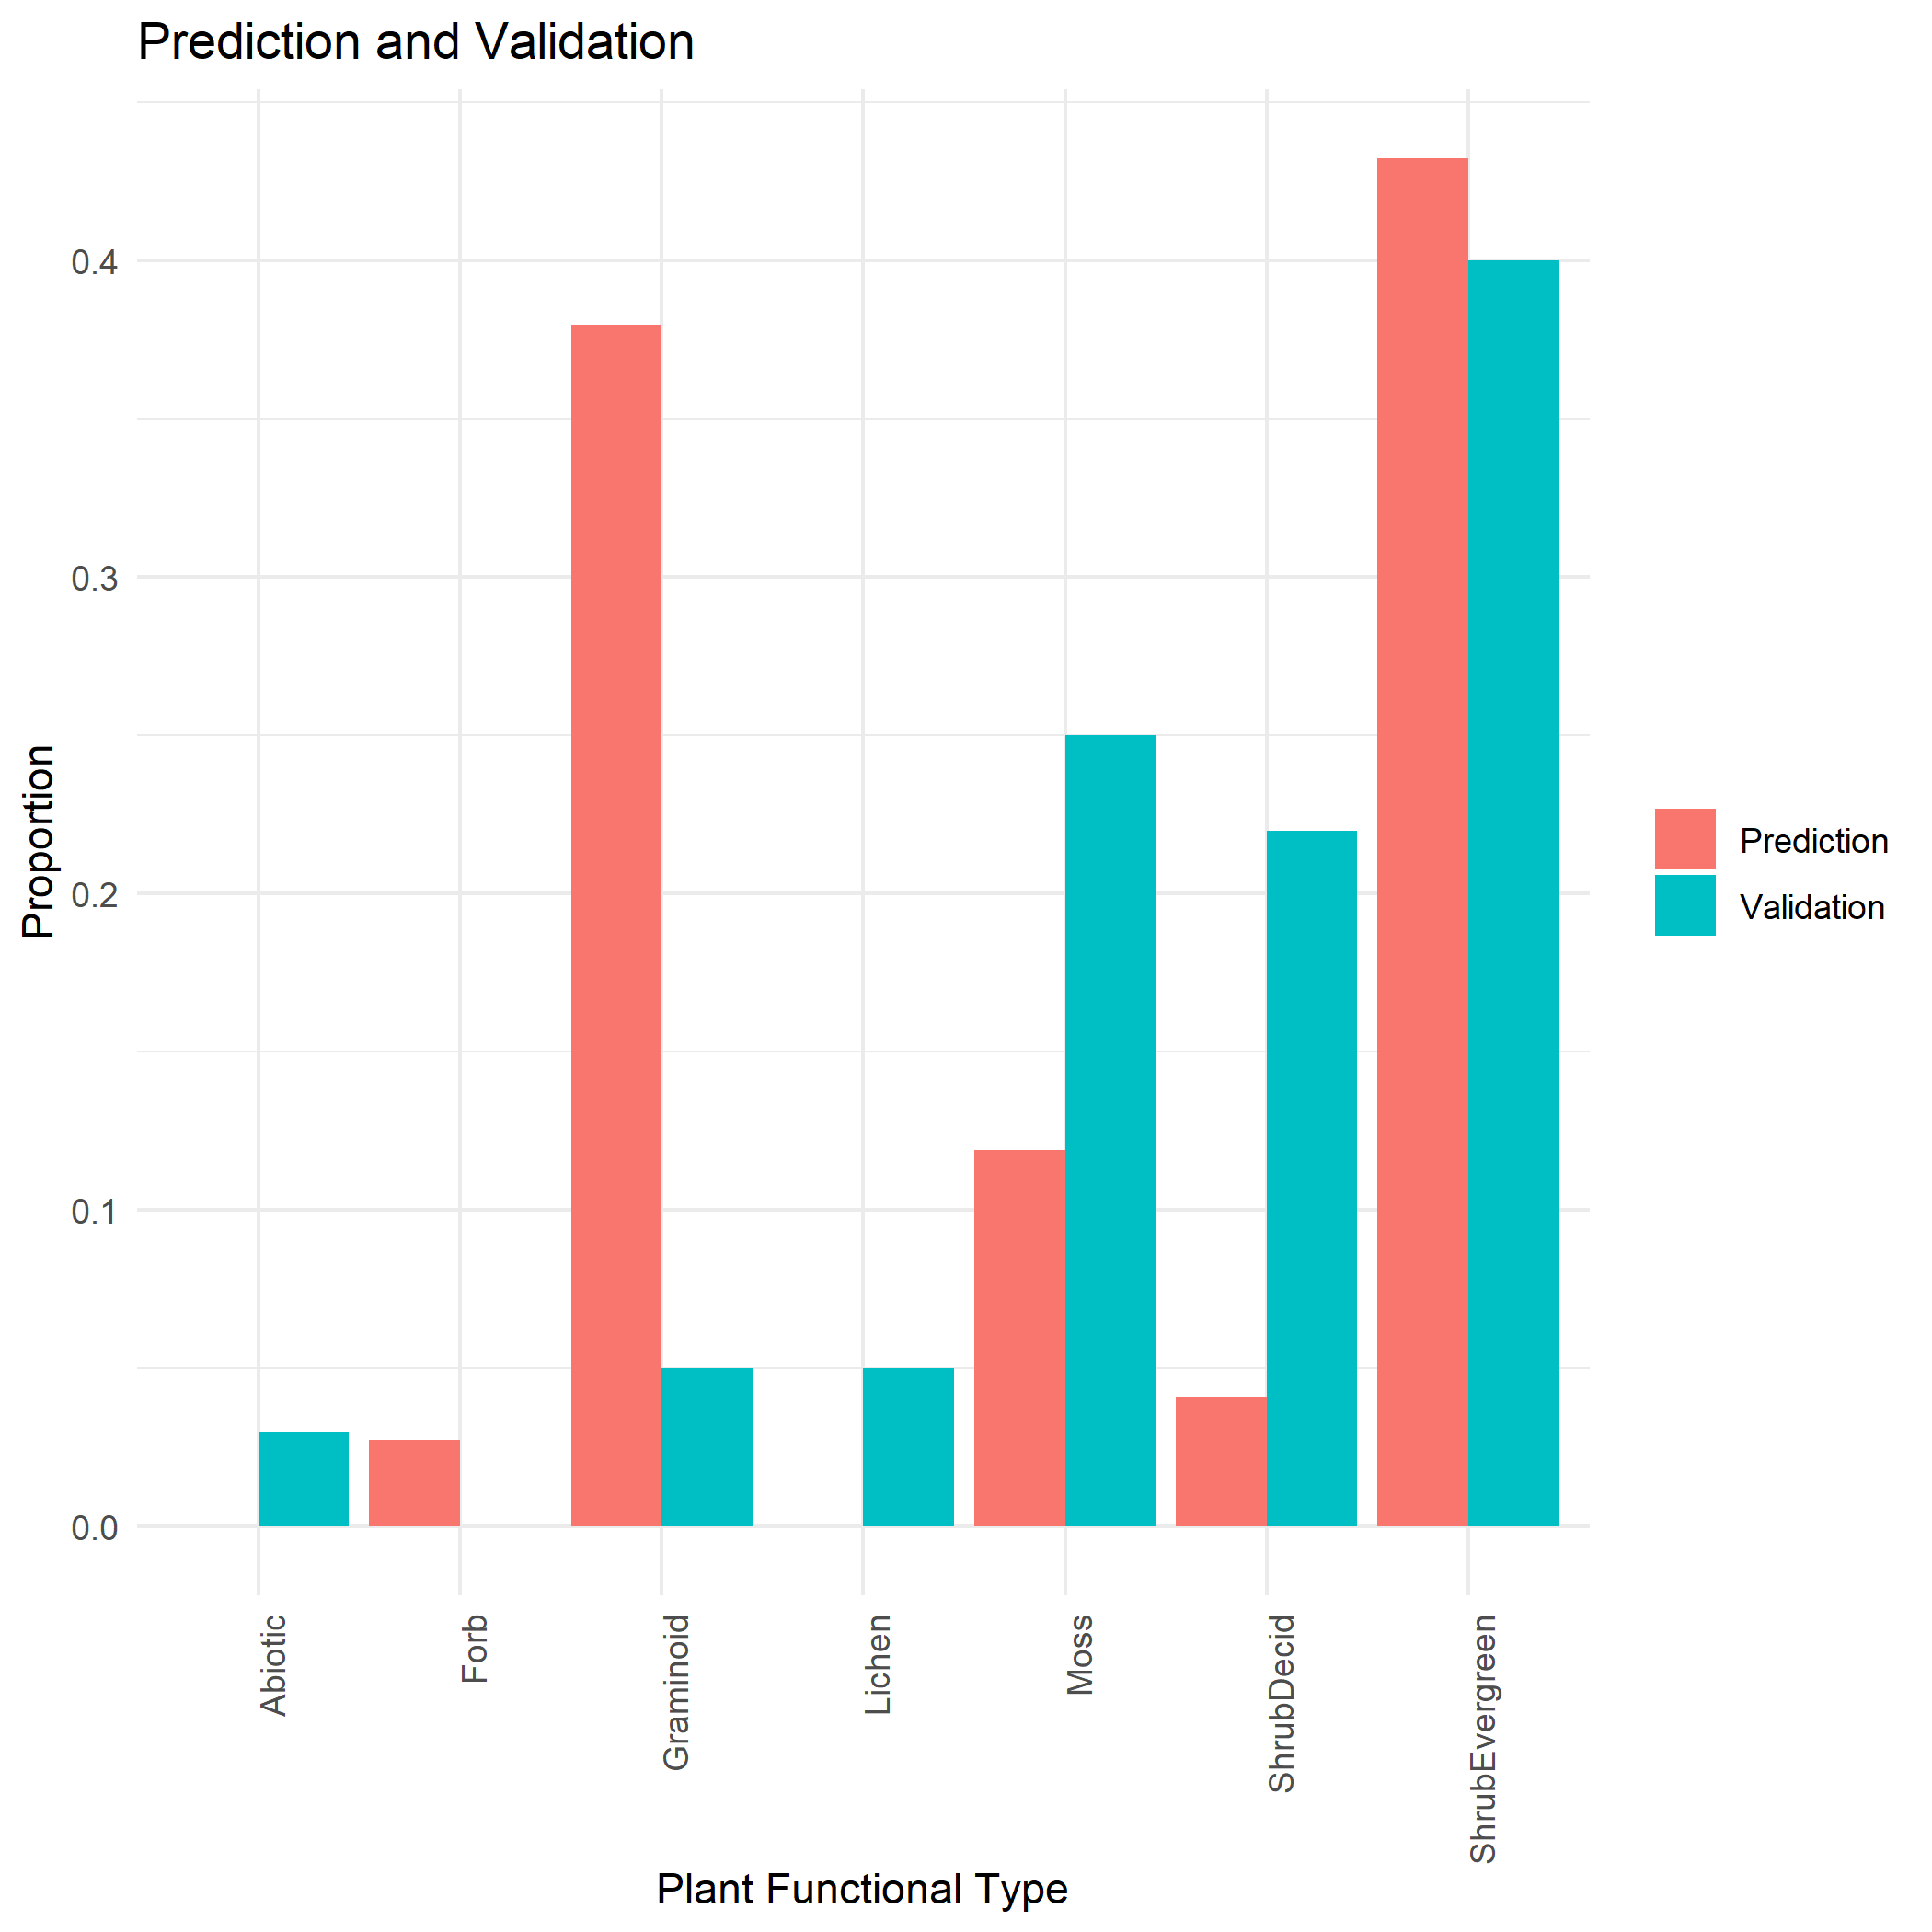 Prediction and Validation
Proportion
0.4
0.3
0.2
0.1
0.0
Abiotic
Forb
Graminoid
Lichen
Moss
ShrubDecid
ShrubEvergreen
Plant Functional Type
Prediction
Validation